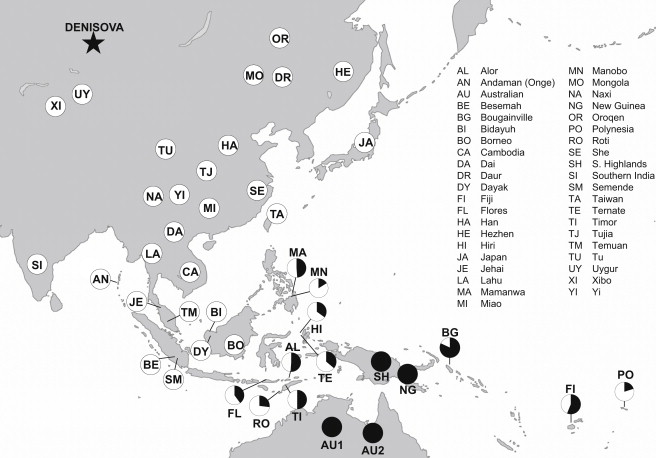 DENISOVA
OR
MO
DR
HE
UY
XI
JA
TU
HA
TJ
NA
YI
SE
MI
TA
DA
LA
SI
AN
CA
MA
MN
JE
TM
BI
HI
BO
DY
AL
BG
BE
SM
TE
SH
NG
PO
FI
FL
RO
TI
AU1
AU2
AL Alor
AN Andaman (Onge)
AU Australian
BE Besemah
BG Bougainville
BI Bidayuh
BO Borneo
CA Cambodia
DA Dai
DR Daur
DY Dayak
FI Fiji
FL Flores
HA Han
HE Hezhen
HI Hiri
JA Japan
JE Jehai
LA Lahu
MA Mamanwa
MI Miao
MN Manobo
MO Mongola
NA Naxi
NG New Guinea
OR Oroqen
PO Polynesia
RO Roti
SE She
SH S. Highlands
SI Southern India
SM Semende
TA Taiwan
TE Ternate
TI Timor
TJ Tujia
TM Temuan
TU Tu
UY Uygur
XI Xibo
YI Yi